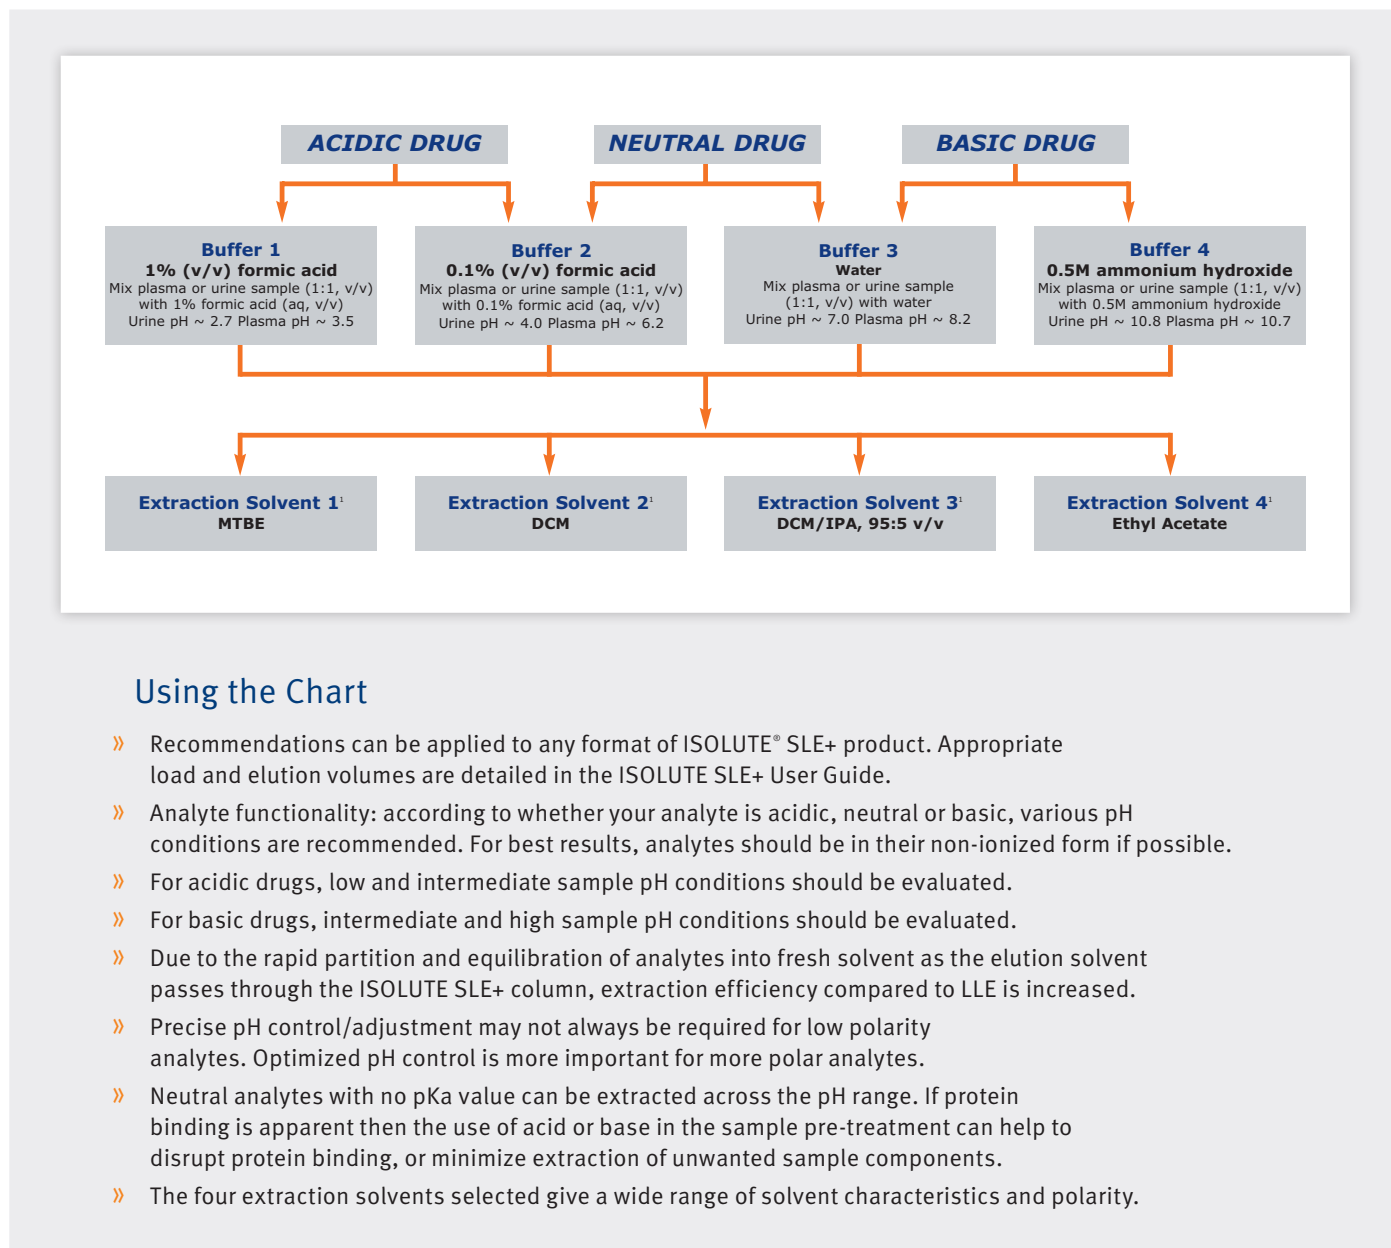 ACIDIC DRUG
NEUTRAL DRUG
BASIC DRUG
Buffer 1
1% (v/v) formic acid
Mix plasma or urine sample (1:1, v/v)
with 1% formic acid (aq, v/v)
Urine pH ~ 2.7 Plasma pH ~ 3.5
Buffer 2
0.1% (v/v) formic acid
Mix plasma or urine sample (1:1, v/v)
with 0.1% formic acid (aq, v/v)
Urine pH ~ 4.0 Plasma pH ~ 6.2
Buffer 3
Water
Mix plasma or urine sample
(1:1, v/v) with water
Urine pH ~ 7.0 Plasma pH ~ 8.2
Buffer 4
0.5M ammonium hydroxide
Mix plasma or urine sample (1:1, v/v)
with 0.5M ammonium hydroxide
Urine pH ~ 10.8 Plasma pH ~ 10.7
Extraction Solvent 1¹
MTBE
Extraction Solvent 2¹
DCM
Extraction Solvent 3¹
DCM/IPA, 95:5 v/v
Extraction Solvent 4¹
Ethyl Acetate
Using the Chart
» Recommendations can be applied to any format of ISOLUTE® SLE+ product. Appropriate
load and elution volumes are detailed in the ISOLUTE SLE+ User Guide.
» Analyte functionality: according to whether your analyte is acidic, neutral or basic, various pH
conditions are recommended. For best results, analytes should be in their non-ionized form if possible.
» For acidic drugs, low and intermediate sample pH conditions should be evaluated.
» For basic drugs, intermediate and high sample pH conditions should be evaluated.
» Due to the rapid partition and equilibration of analytes into fresh solvent as the elution solvent
passes through the ISOLUTE SLE+ column, extraction efficiency compared to LLE is increased.
» Precise pH control/adjustment may not always be required for low polarity
analytes. Optimized pH control is more important for more polar analytes.
» Neutral analytes with no pKa value can be extracted across the pH range. If protein
binding is apparent then the use of acid or base in the sample pre-treatment can help to
disrupt protein binding, or minimize extraction of unwanted sample components.
» The four extraction solvents selected give a wide range of solvent characteristics and polarity.